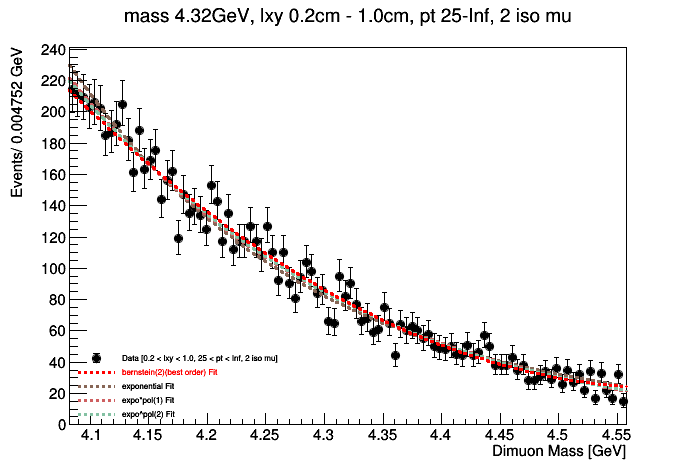 mass 4.32GeV, lxy 0.2cm - 1.0cm, pt 25-Inf, 2 iso mu
Events/ 0.004752 GeV
240
220
200
180
160
140
120
100
80
60
40
20
0
Data [0.2 < lxy < 1.0, 25 < pt < Inf, 2 iso mu]
bernstein(2)(best order) Fit
exponential Fit
expo*pol(1) Fit
expo*pol(2) Fit
4.1 4.15 4.2 4.25 4.3 4.35 4.4 4.45 4.5 4.55
Dimuon Mass [GeV]